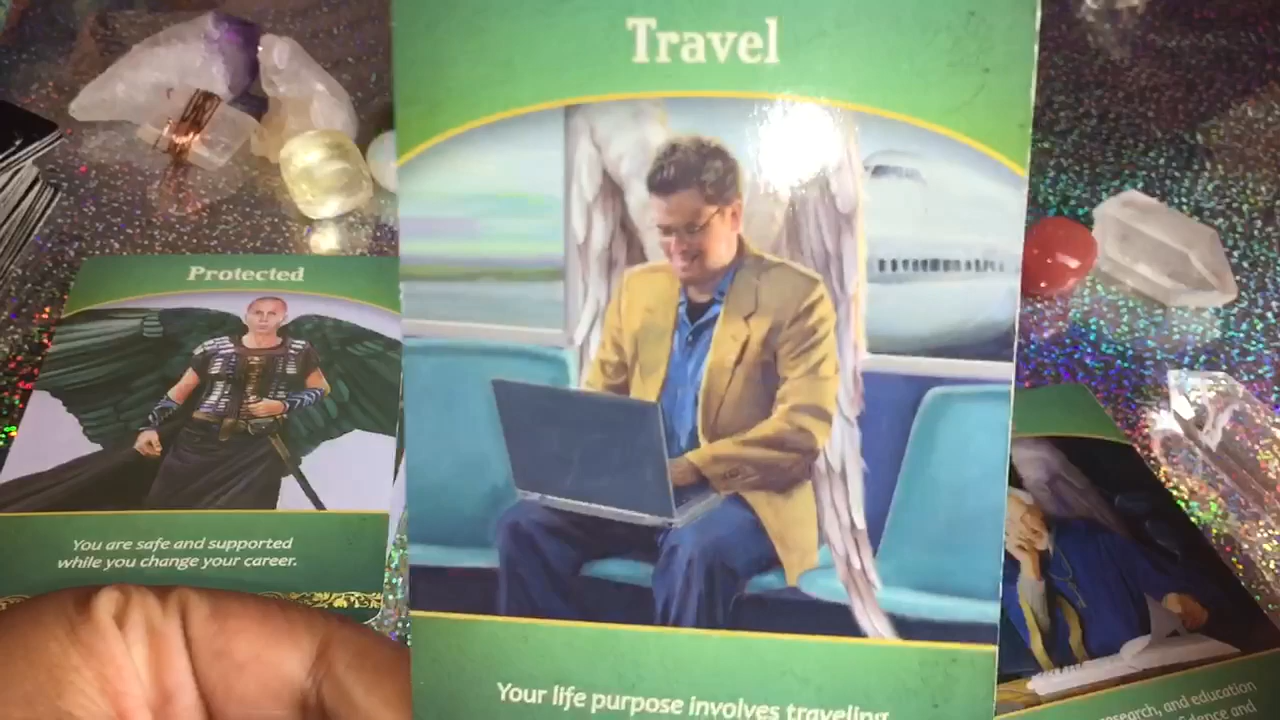 Travel
Protected
You are safe and supported
while you change your career.
Your life purpose involves traveling
research, and education
and